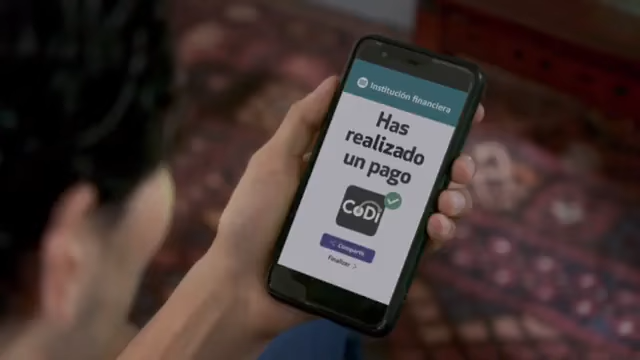 Institución financiera
Has
realizado
un pago
CoDi
Compartir
Finalizar